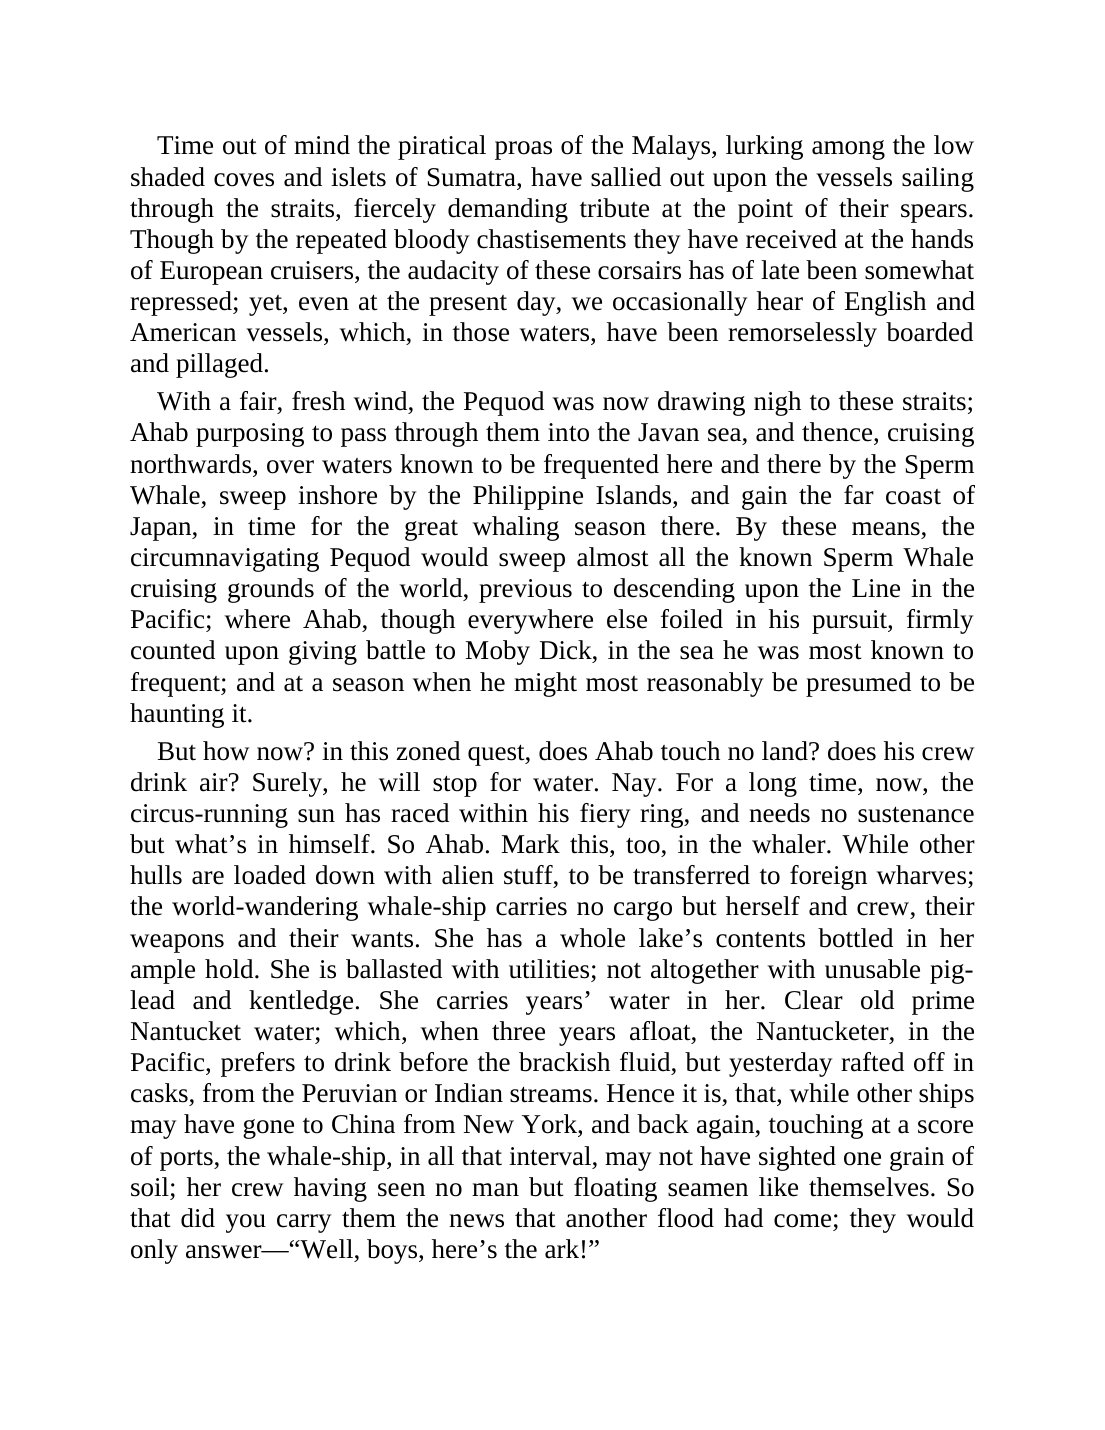 Time out of mind the piratical proas of the Malays, lurking among the low
shaded coves and islets of Sumatra, have sallied out upon the vessels sailing
through the straits, fiercely demanding tribute at the point of their spears.
Though by the repeated bloody chastisements they have received at the hands
of European cruisers, the audacity of these corsairs has of late been somewhat
repressed; yet, even at the present day, we occasionally hear of English and
American vessels, which, in those waters, have been remorselessly boarded
and pillaged.
With a fair, fresh wind, the Pequod was now drawing nigh to these straits;
Ahab purposing to pass through them into the Javan sea, and thence, cruising
northwards, over waters known to be frequented here and there by the Sperm
Whale, sweep inshore by the Philippine Islands, and gain the far coast of
Japan, in time for the great whaling season there. By these means, the
circumnavigating Pequod would sweep almost all the known Sperm Whale
cruising grounds of the world, previous to descending upon the Line in the
Pacific; where Ahab, though everywhere else foiled in his pursuit, firmly
counted upon giving battle to Moby Dick, in the sea he was most known to
frequent; and at a season when he might most reasonably be presumed to be
haunting it.
But how now? in this zoned quest, does Ahab touch no land? does his crew
drink air? Surely, he will stop for water. Nay. For a long time, now, the
circus-running sun has raced within his fiery ring, and needs no sustenance
but what’s in himself. So Ahab. Mark this, too, in the whaler. While other
hulls are loaded down with alien stuff, to be transferred to foreign wharves;
the world-wandering whale-ship carries no cargo but herself and crew, their
weapons and their wants. She has a whole lake’s contents bottled in her
ample hold. She is ballasted with utilities; not altogether with unusable pig-
lead and kentledge. She carries years’ water in her. Clear old prime
Nantucket water; which, when three years afloat, the Nantucketer, in the
Pacific, prefers to drink before the brackish fluid, but yesterday rafted off in
casks, from the Peruvian or Indian streams. Hence it is, that, while other ships
may have gone to China from New York, and back again, touching at a score
of ports, the whale-ship, in all that interval, may not have sighted one grain of
soil; her crew having seen no man but floating seamen like themselves. So
that did you carry them the news that another flood had come; they would
only answer—“Well, boys, here’s the ark!”